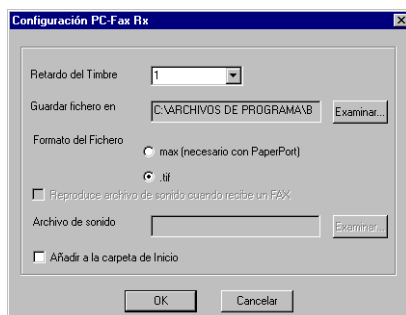 Configuración PC-Fax Rx
Retardo del Timbre 1
Guardar fichero en C:\ARCHIVOS DE PROGRAMA\B Examinar...
Formato del Fichero
max (necesario con PaperPort)
.tif
Reproduce archivo de sonido cuando recibe un FAX
Archivo de sonido Examinar...
Añadir a la carpeta de Inicio
OK Cancelar